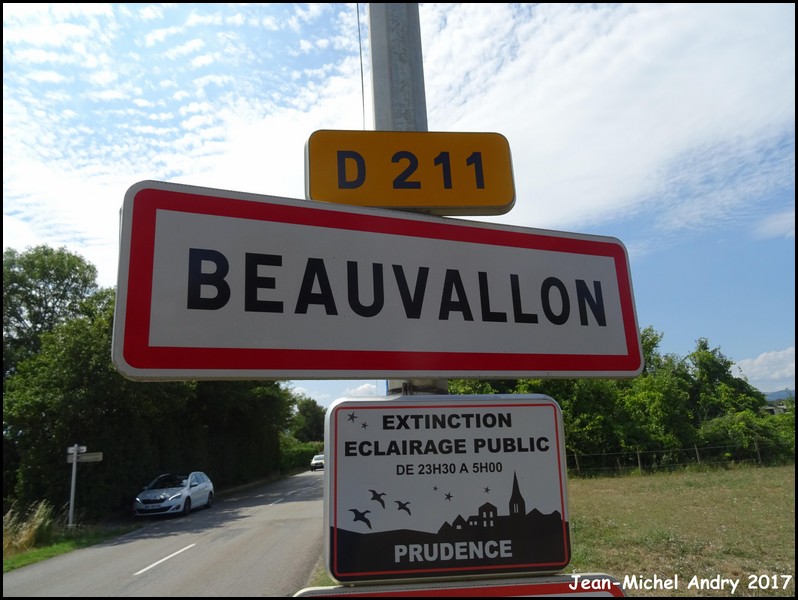 D 211
BEAUVALLON
EXTINCTION
ECLAIRAGE PUBLIC
DE 23H30 A 5H00
PRUDENCE
Jean-Michel Andry 2017